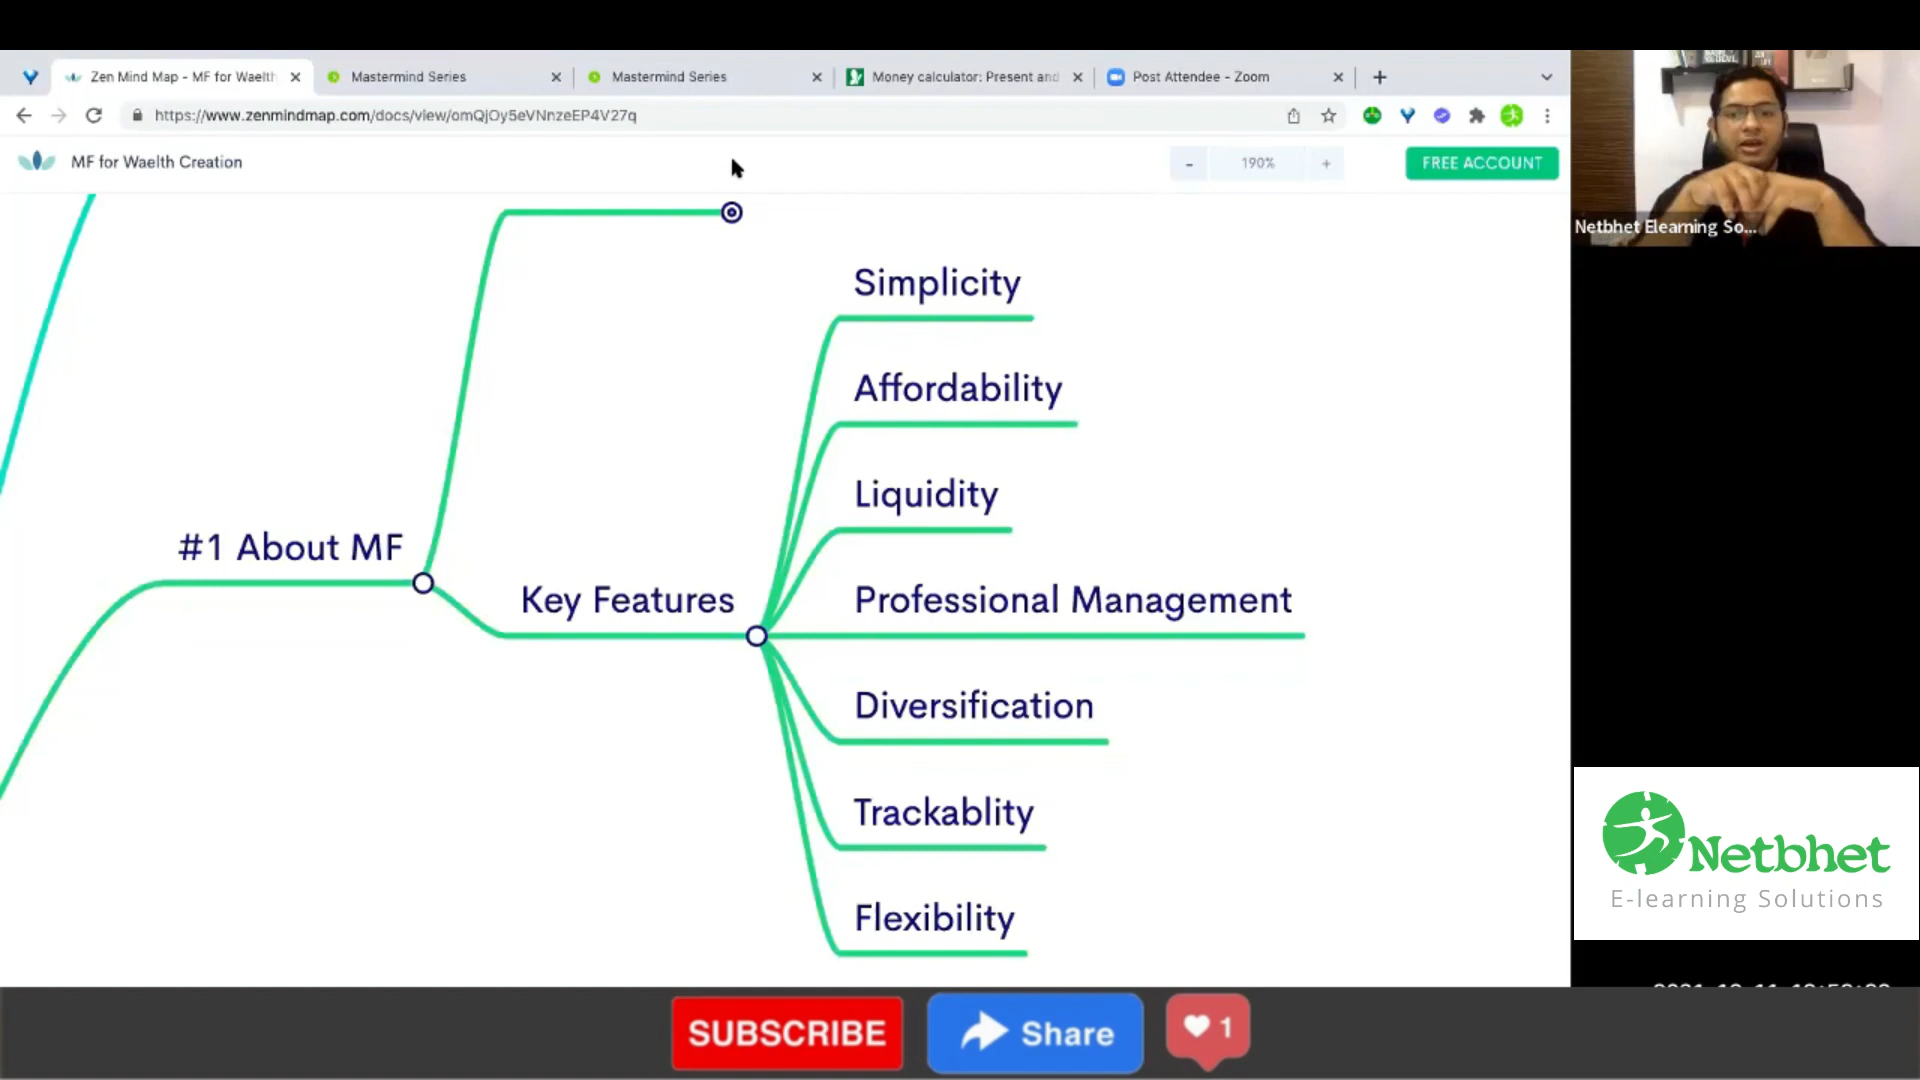 Zen Mind Map - MF for Waelth
Mastermind Series
Mastermind Series
Money calculator: Present and
Post Attendee - Zoom
https://www.zenmindmap.com/docs/view/omQjOy5eVNnzeEP4V27q
MF for Waelth Creation
- 190% +
FREE ACCOUNT
Netbhet Elearning So...
Simplicity
Affordability
Liquidity
#1 About MF
Key Features
Professional Management
Diversification
Trackablity
Flexibility
Netbhet
E-learning Solutions
SUBSCRIBE
Share
1